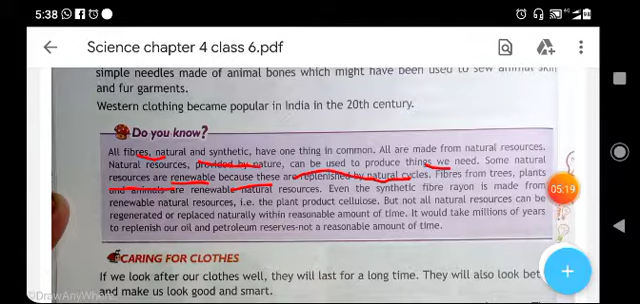 5:38
4G
Science chapter 4 class 6.pdf
simple needles made of animal bones which might have been used to sew animal skin
and fur garments.
Western clothing became popular in India in the 20th century.
Do you know?
All fibres, natural and synthetic, have one thing in common. All are made from natural resources.
Natural resources, provided by nature, can be used to produce things we need. Some natural
resources are renewable because these are replenished by natural cycles. Fibres from trees, plants
and animals are renewable natural resources. Even the synthetic fibre rayon is made from
renewable natural resources, i.e. the plant product cellulose. But not all natural resources can be
regenerated or replaced naturally within reasonable amount of time. It would take millions of years
to replenish our oil and petroleum reserves-not a reasonable amount of time.
05:19
CARING FOR CLOTHES
If we look after our clothes well, they will last for a long time. They will also look bet
and make us look good and smart.
DrawAnyWhere